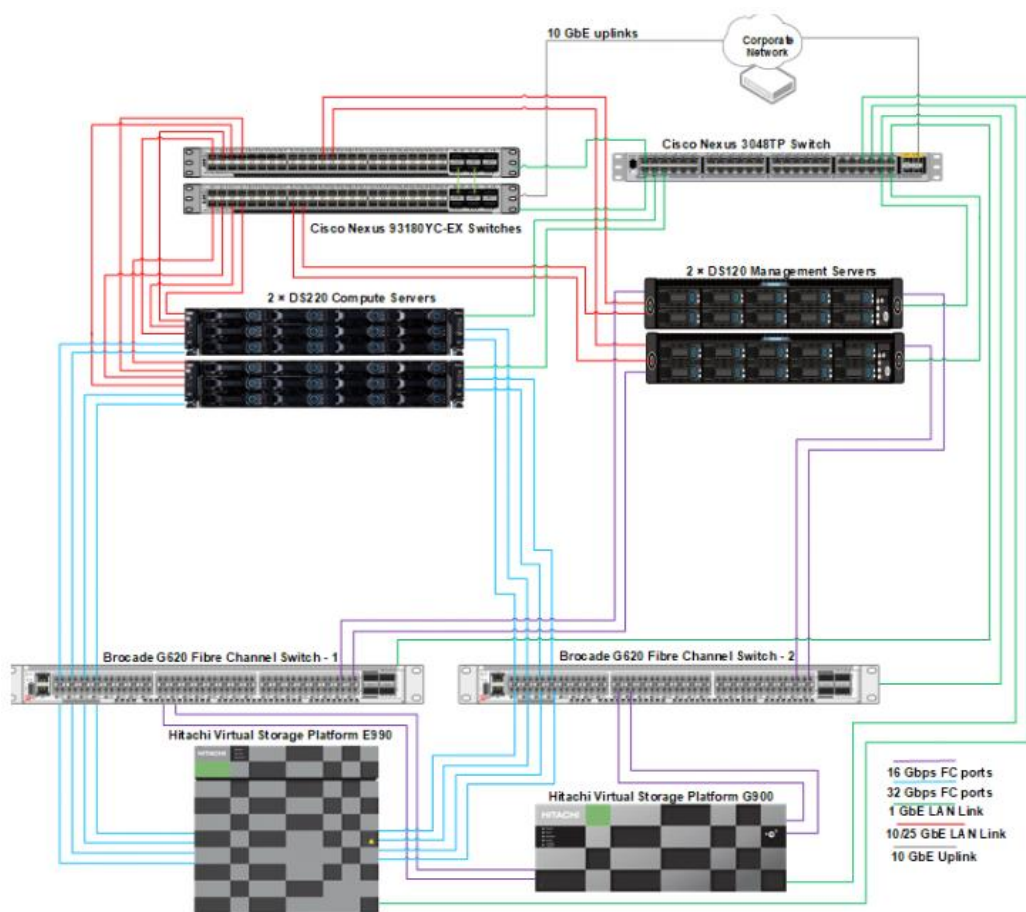 10 GbE uplinks
Corporate
Network
Cisco Nexus 3048TP Switch
Cisco Nexus 93180YC-EX Switches
2 × DS120 Management Servers
2 × DS220 Compute Servers
Brocade G620 Fibre Channel Switch - 1
Brocade G620 Fibre Channel Switch - 2
Hitachi Virtual Storage Platform E990
HITACHI
Hitachi Virtual Storage Platform G900
HITACHI
16 Gbps FC ports
32 Gbps FC ports
1 GbE LAN Link
10/25 GbE LAN Link
10 GbE Uplink